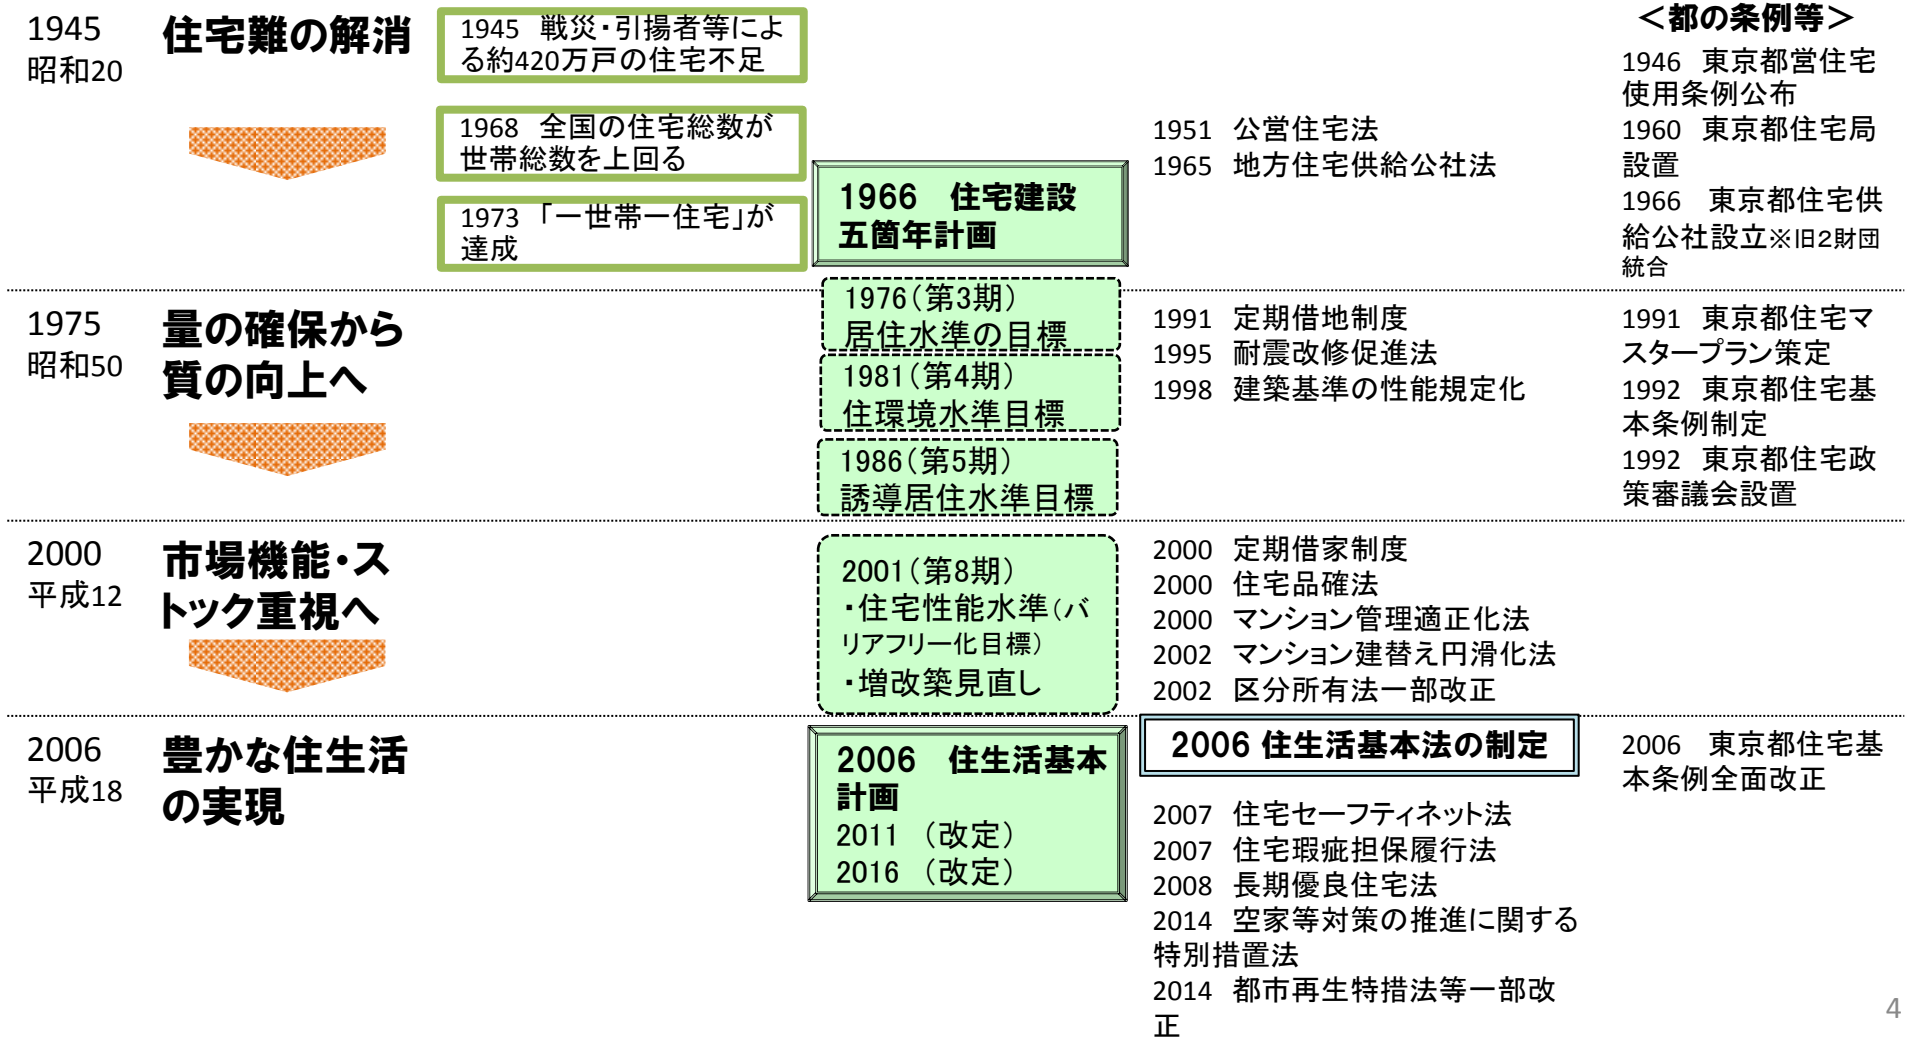 1945
昭和20
住宅難の解消
1945　戦災・引揚者等によ
る約420万戸の住宅不足
1968　全国の住宅総数が
世帯総数を上回る
1973 「一世帯一住宅」が
達成
1966　住宅建設
五箇年計画
1951　公営住宅法
1965　地方住宅供給公社法
＜都の条例等＞
1946　東京都営住宅
使用条例公布
1960　東京都住宅局
設置
1966　東京都住宅供
給公社設立※旧２財団
統合
1975
昭和50
量の確保から
質の向上へ
1976（第3期）
居住水準の目標
1981（第4期）
住環境水準目標
1986（第5期）
誘導居住水準目標
1991　定期借地制度
1995　耐震改修促進法
1998　建築基準の性能規定化
1991　東京都住宅マ
スタープラン策定
1992　東京都住宅基
本条例制定
1992　東京都住宅政
策審議会設置
2000
平成12
市場機能・ス
トック重視へ
2001（第8期）
・住宅性能水準（バ
リアフリー化目標）
・増改築見直し
2000　定期借家制度
2000　住宅品確法
2000　マンション管理適正化法
2002　マンション建替え円滑化法
2002　区分所有法一部改正
2006
平成18
豊かな住生活
の実現
2006　住生活基本
計画
2011　（改定）
2016　（改定）
2006 住生活基本法の制定
2007　住宅セーフティネット法
2007　住宅瑕疵担保履行法
2008　長期優良住宅法
2014　空家等対策の推進に関する
特別措置法
2014　都市再生特措法等一部改
正
2006　東京都住宅基
本条例全面改正
4